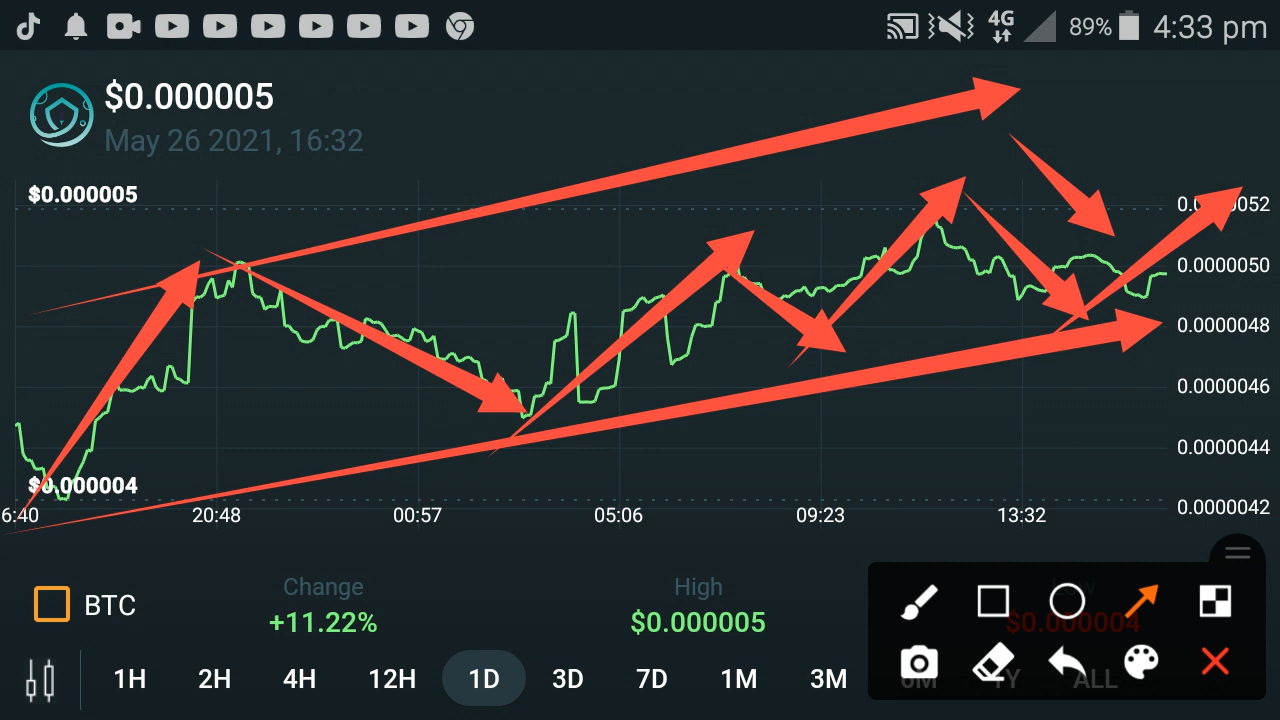 4G 89% 4:33 pm
$0.000005
May 26 2021, 16:32
$0.000005
0.0000050
0.0000048
0.0000046
0.0000044
$0.000004
0.0000042
6:40 20:48 00:57 05:06 09:23 13:32
BTC
Change
+11.22%
High
$0.000005
$0.000004
1H 2H 4H 12H 1D 3D 7D 1M 3M ALL